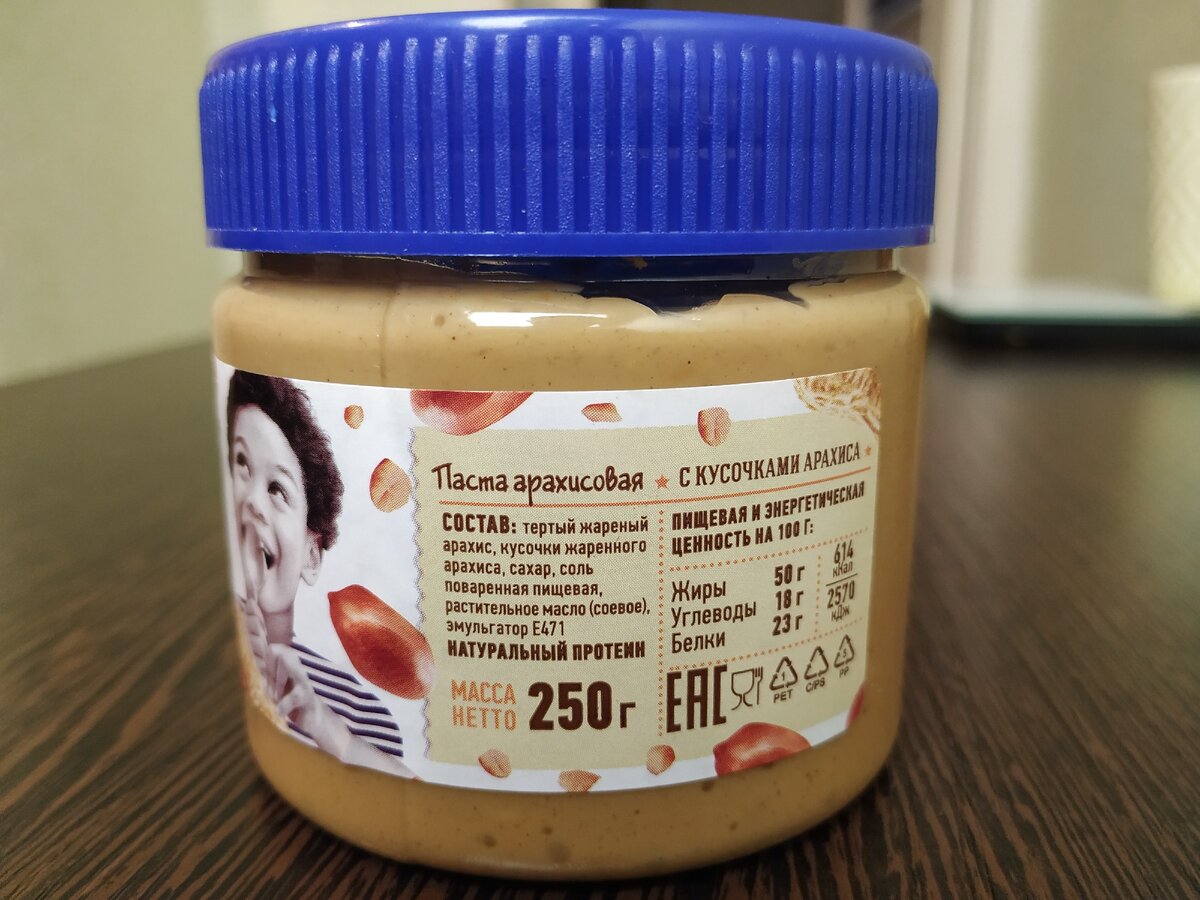 Паста арахисовая ★ С КУСОЧКАМИ АРАХИСА ★
СОСТАВ: тертый жареный
арахис, кусочки жаренного
арахиса, сахар, соль
поваренная пищевая,
растительное масло (соевое),
эмульгатор Е471
НАТУРАЛЬНЫЙ ПРОТЕИН
МАССА
НЕТТО 250 г
ПИЩЕВАЯ И ЭНЕРГЕТИЧЕСКАЯ
ЦЕННОСТЬ НА 100 Г:
Жиры 50 г
Углеводы 18 г
Белки 23 г
614
кКал
2570
кДж
EAC
1
PET
C/PS
5
PP